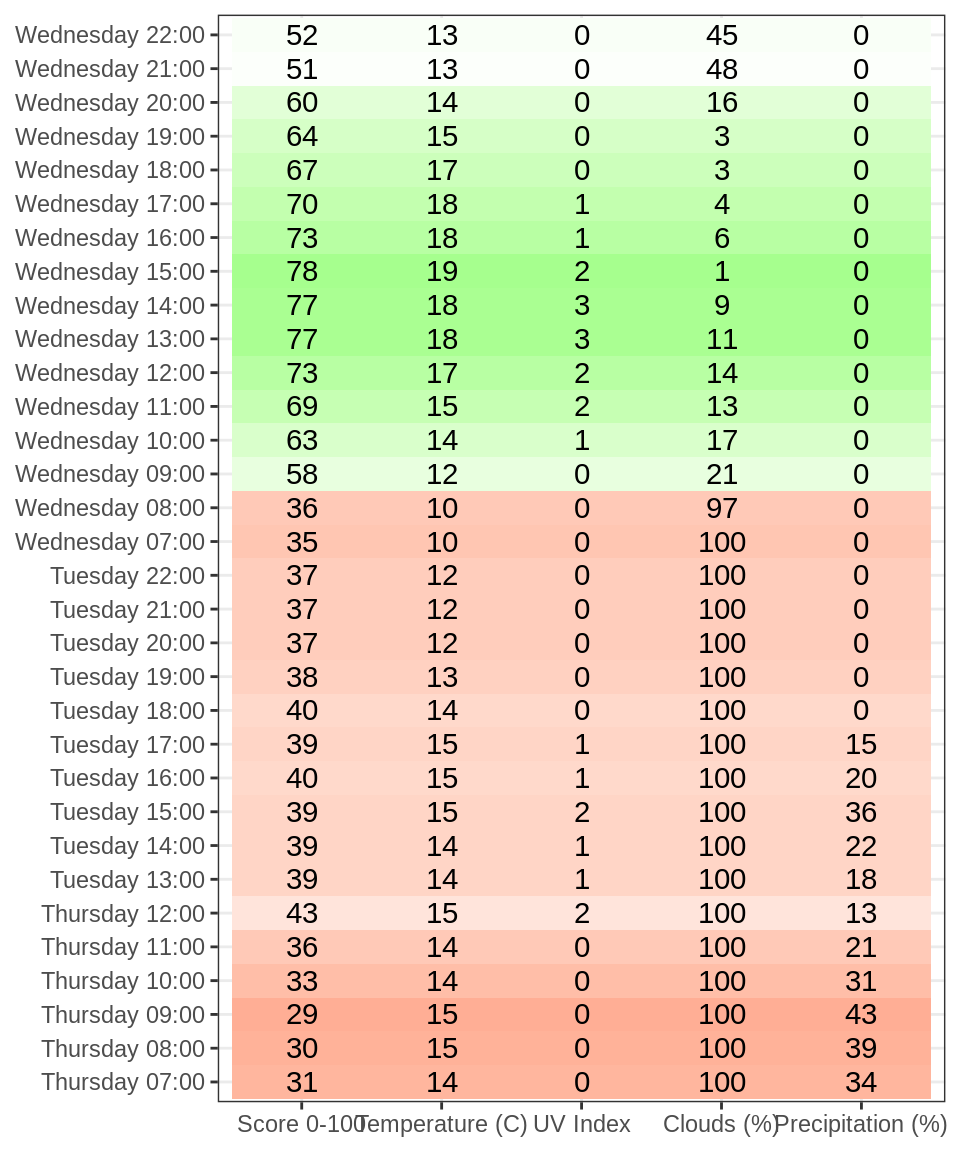 Wednesday 22:00 52 13 0 45 0
Wednesday 21:00 51 13 0 48 0
Wednesday 20:00 60 14 0 16 0
Wednesday 19:00 64 15 0 3 0
Wednesday 18:00 67 17 0 3 0
Wednesday 17:00 70 18 1 4 0
Wednesday 16:00 73 18 1 6 0
Wednesday 15:00 78 19 2 1 0
Wednesday 14:00 77 18 3 9 0
Wednesday 13:00 77 18 3 11 0
Wednesday 12:00 73 17 2 14 0
Wednesday 11:00 69 15 2 13 0
Wednesday 10:00 63 14 1 17 0
Wednesday 09:00 58 12 0 21 0
Wednesday 08:00 36 10 0 97 0
Wednesday 07:00 35 10 0 100 0
Tuesday 22:00 37 12 0 100 0
Tuesday 21:00 37 12 0 100 0
Tuesday 20:00 37 12 0 100 0
Tuesday 19:00 38 13 0 100 0
Tuesday 18:00 40 14 0 100 0
Tuesday 17:00 39 15 1 100 15
Tuesday 16:00 40 15 1 100 20
Tuesday 15:00 39 15 2 100 36
Tuesday 14:00 39 14 1 100 22
Tuesday 13:00 39 14 1 100 18
Thursday 12:00 43 15 2 100 13
Thursday 11:00 36 14 0 100 21
Thursday 10:00 33 14 0 100 31
Thursday 09:00 29 15 0 100 43
Thursday 08:00 30 15 0 100 39
Thursday 07:00 31 14 0 100 34
Score 0-100 Temperature (C) UV Index Clouds (%) Precipitation (%)